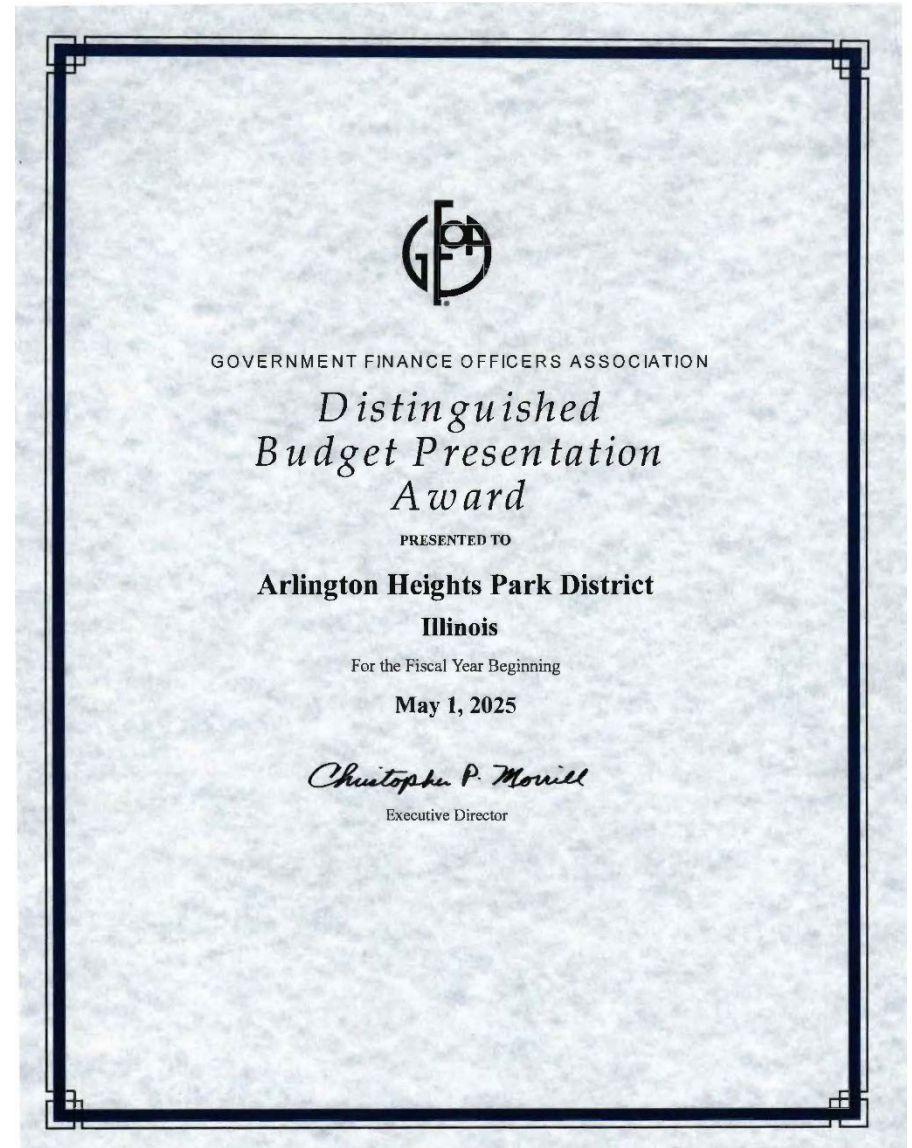 GFOA
GOVERNMENT FINANCE OFFICERS ASSOCIATION
Distinguished
Budget Presentation
Award
PRESENTED TO
Arlington Heights Park District
Illinois
For the Fiscal Year Beginning
May 1, 2025
Christopher P. Morrill
Executive Director